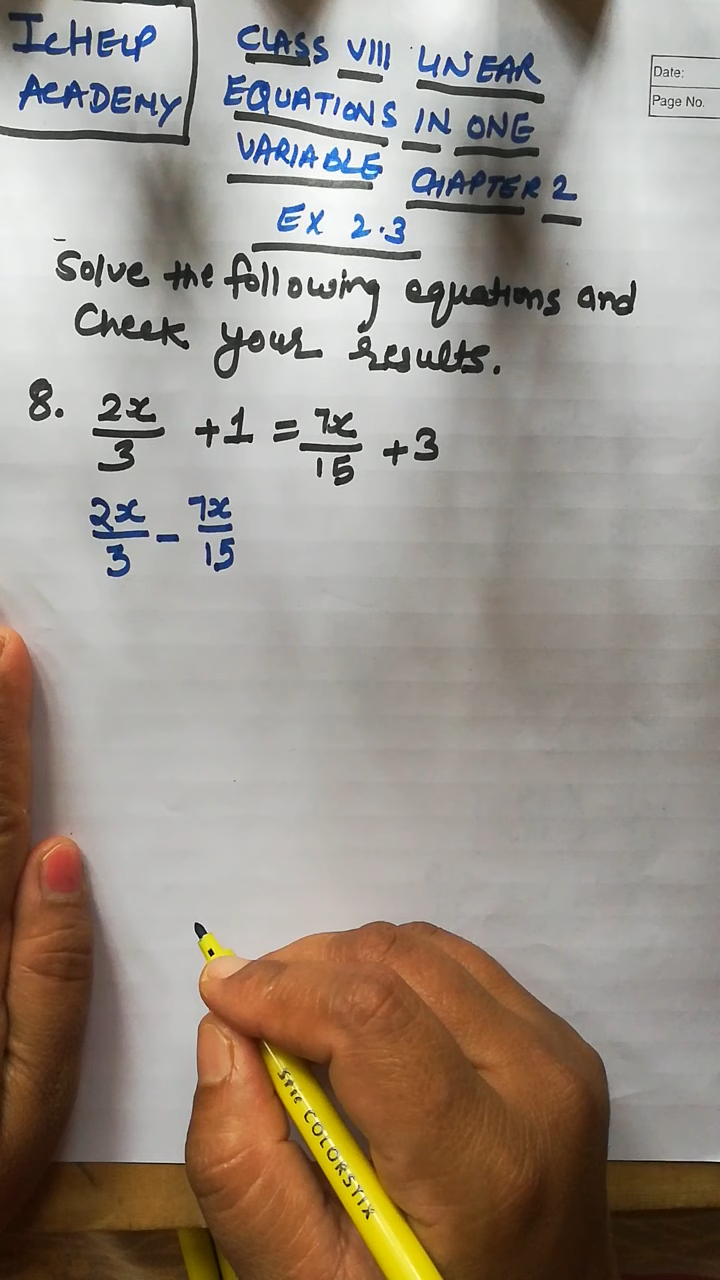 IcHELP
ACADEMY
CLASS VIII LINEAR
EQUATIONS IN ONE
VARIABLE CHAPTER 2
EX 2.3
Date:
Page No.
Solve the following equations and
Check your results.
8. 2x/3 + 1 = 7x/15 + 3
2x/3 - 7x/15
COLORSTIX